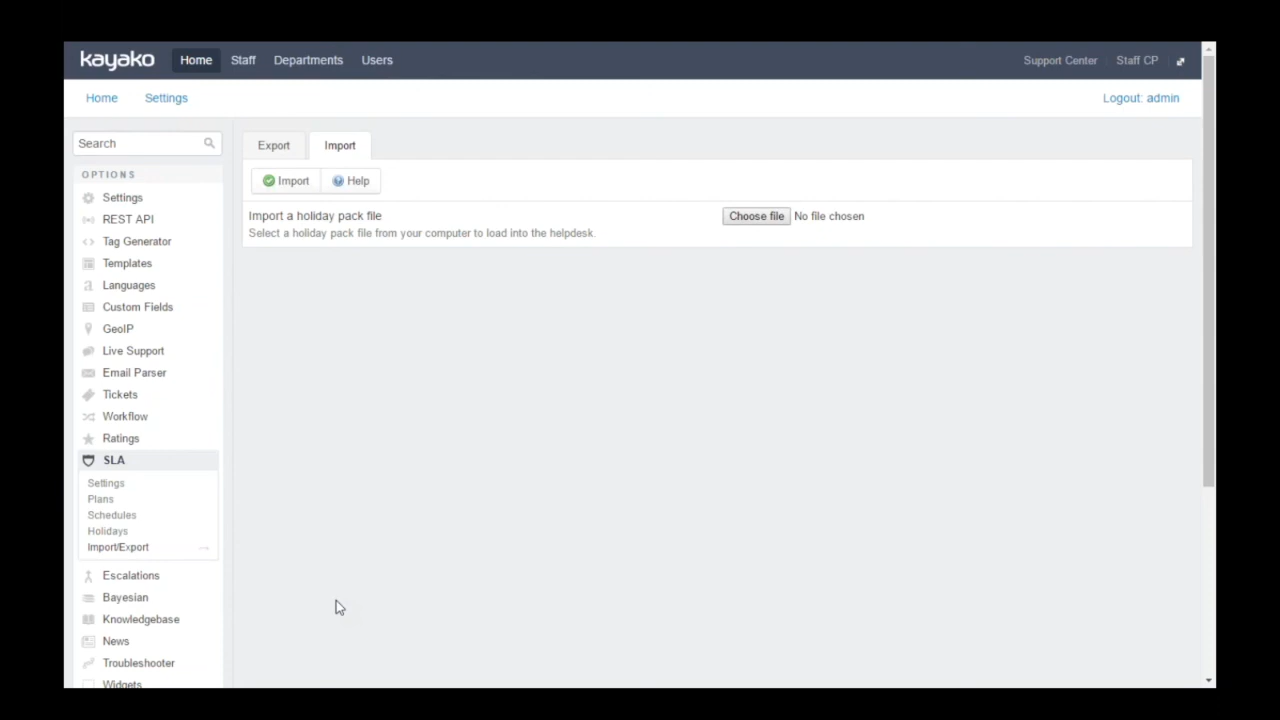 kayako Home Staff Departments Users Support Center Staff CP
Home Settings Logout: admin
Search
Export Import
OPTIONS
Import Help
Settings
REST API
Import a holiday pack file Choose file No file chosen
Select a holiday pack file from your computer to load into the helpdesk.
Tag Generator
Templates
Languages
Custom Fields
GeoIP
Live Support
Email Parser
Tickets
Workflow
Ratings
SLA
Settings
Plans
Schedules
Holidays
Import/Export
Escalations
Bayesian
Knowledgebase
News
Troubleshooter
Widgets